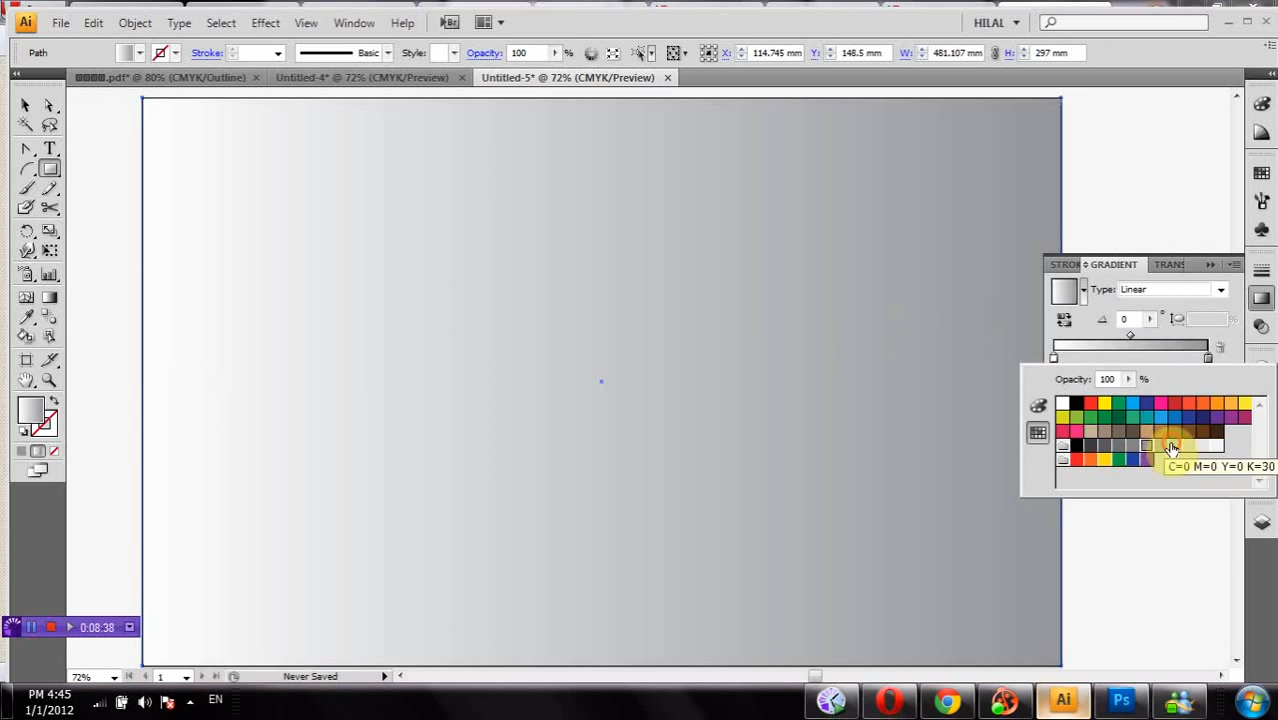 Ai File Edit Object Type Select Effect View Window Help Br HILAL
Path Stroke: Basic Style: Opacity: 100 % X: 114.745 mm Y: 148.5 mm W: 481.107 mm H: 297 mm
.pdf* @ 80% (CMYK/Outline) Untitled-4* @ 72% (CMYK/Preview) Untitled-5* @ 72% (CMYK/Preview)
T
STROK GRADIENT TRANS
Type: Linear
0 ° %
Opacity: 100 %
C=0 M=0 Y=0 K=30
0:08:38
72% 1 Never Saved
PM 4:45
1/1/2012
EN
Ai
Ps